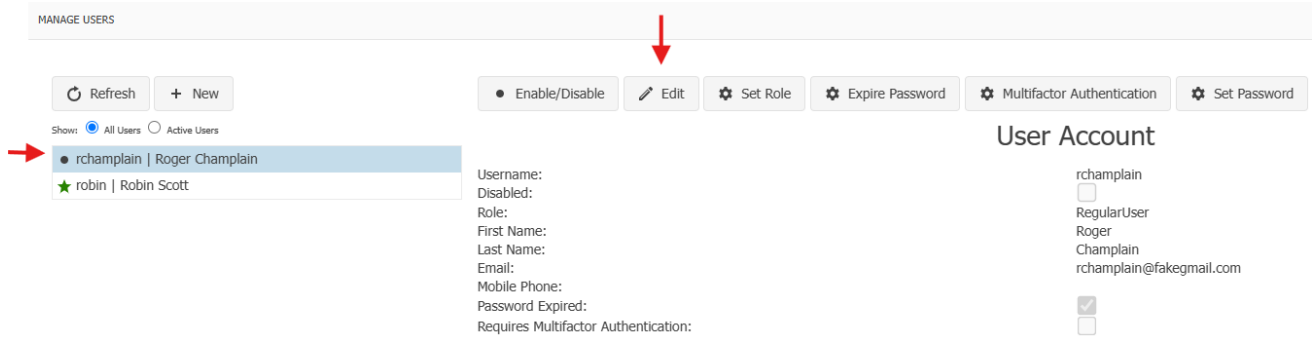 MANAGE USERS
Refresh New
Enable/Disable Edit Set Role Expire Password Multifactor Authentication Set Password
Show: All Users Active Users
User Account
rchamplain | Roger Champlain
robin | Robin Scott
Username: rchamplain
Disabled:
Role: RegularUser
First Name: Roger
Last Name: Champlain
Email: rchamplain@fakegmail.com
Mobile Phone:
Password Expired:
Requires Multifactor Authentication: